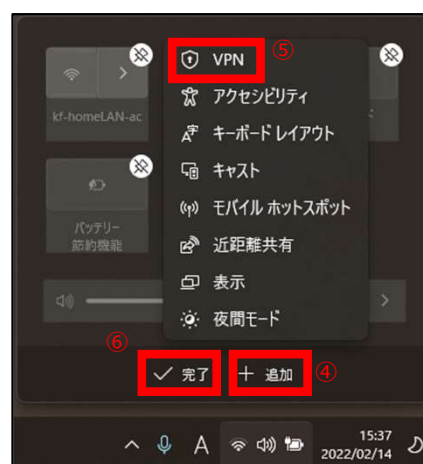 ⑤
VPN
アクセシビリティ
kf-homeLAN-ac
キーボード レイアウト
キャスト
モバイル ホットスポット
バッテリー
節約機能
近距離共有
表示
夜間モード
⑥
完了
追加
④
A
15:37
2022/02/14